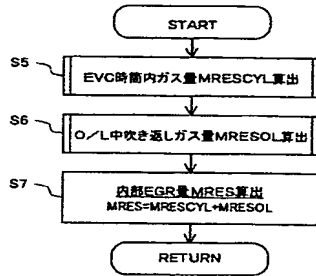 START
S5
EVC時筒内ガス量MRESCYL算出
S6
O/L中吹き返しガス量MRESOL算出
S7
内部EGR量MRES算出
MRES=MRESCYL+MRESOL
RETURN